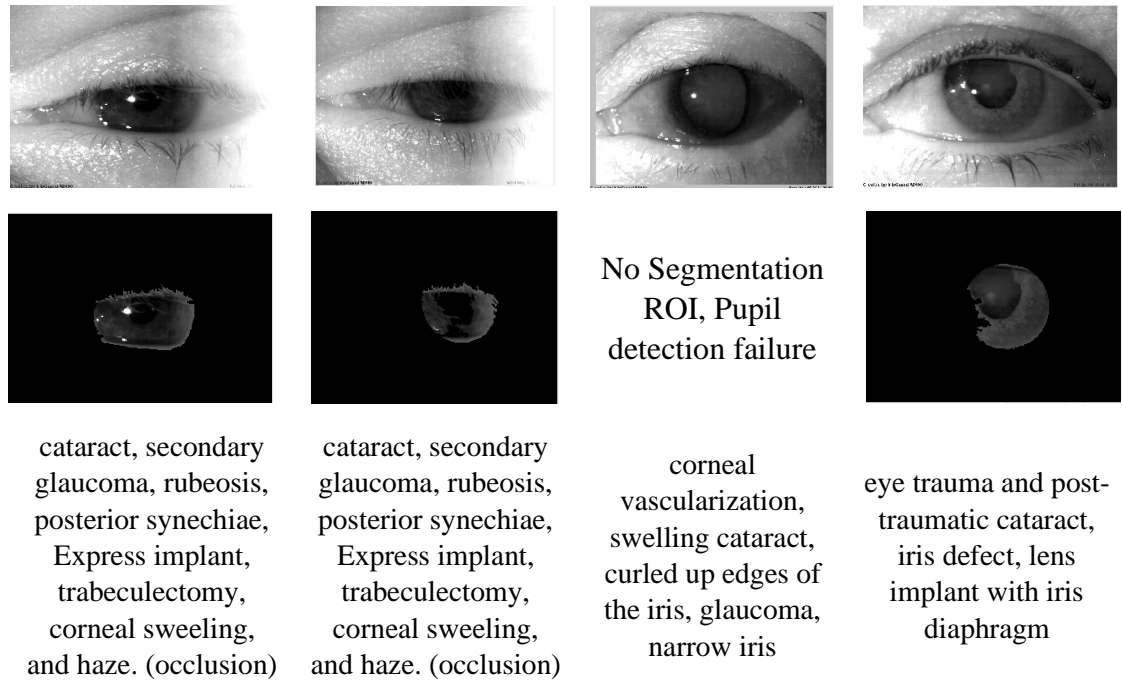 No Segmentation
ROI, Pupil
detection failure
cataract, secondary
glaucoma, rubeosis,
posterior synechiae,
Express implant,
trabeculectomy,
corneal sweeling,
and haze. (occlusion)
cataract, secondary
glaucoma, rubeosis,
posterior synechiae,
Express implant,
trabeculectomy,
corneal sweeling,
and haze. (occlusion)
corneal
vascularization,
swelling cataract,
curled up edges of
the iris, glaucoma,
narrow iris
eye trauma and post-
traumatic cataract,
iris defect, lens
implant with iris
diaphragm